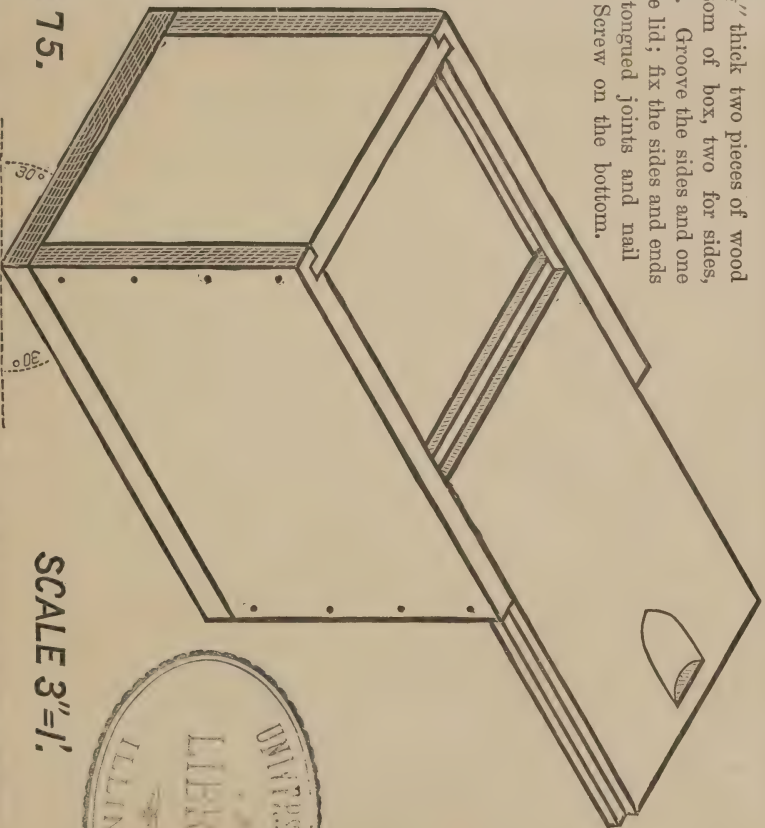 " thick two pieces of wood
om of box, two for sides,
. Groove the sides and one
e lid; fix the sides and ends
tongued joints and nail
Screw on the bottom.
75.
30°
30°
SCALE 3"=1'.